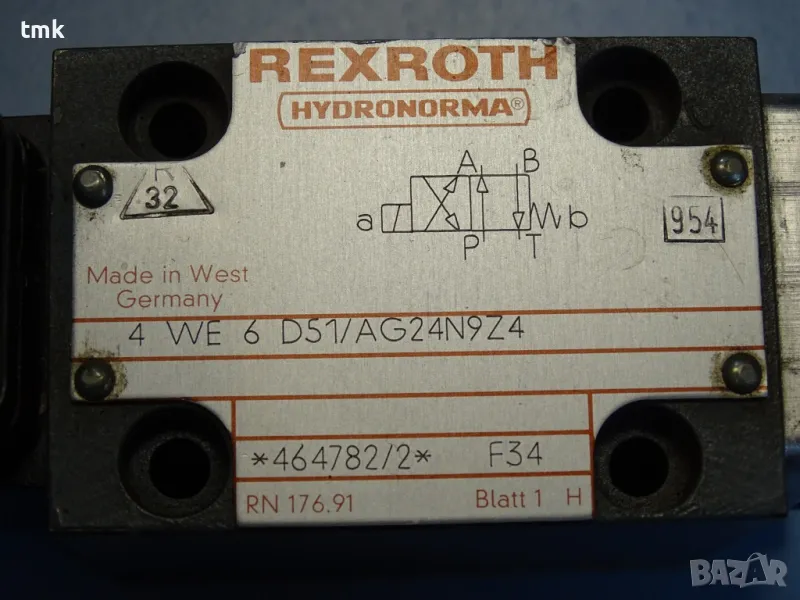 tmk
REXROTH
HYDRONORMA®
R
32
A B
a b
P T
954
Made in West
Germany
4 WE 6 D51/AG24N9Z4
*464782/2* F34
RN 176.91 Blatt 1 H
BAZAR